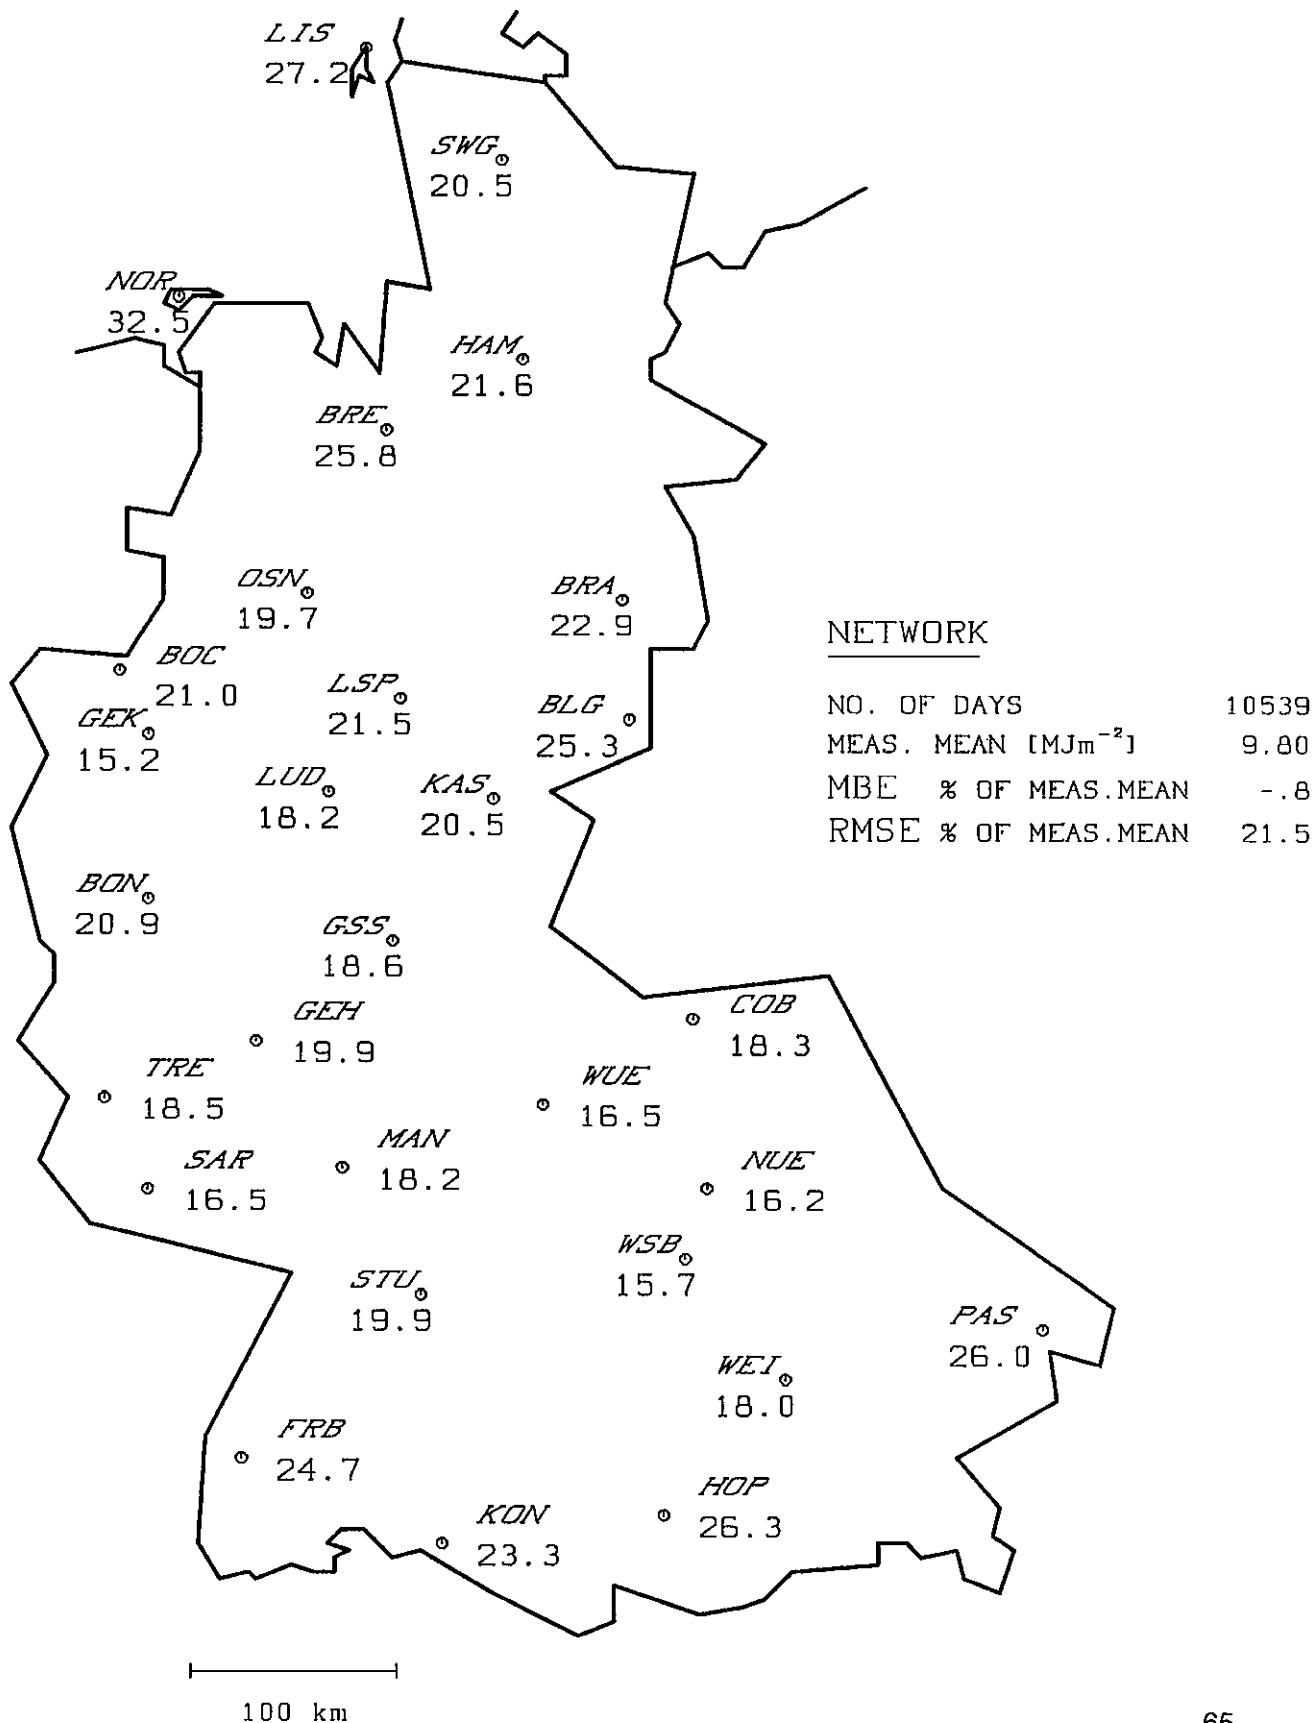 LIS
27.2
SWG
20.5
NOR
32.5
HAM
21.6
BRE
25.8
OSN
19.7
BRA
22.9
NETWORK
BOC
21.0
LSP
21.5
GEK
15.2
BLG
25.3
NO. OF DAYS 10539
MEAS. MEAN [MJm⁻²] 9.80
MBE % OF MEAS.MEAN -.8
RMSE % OF MEAS.MEAN 21.5
LUD
18.2
KAS
20.5
BON
20.9
GSS
18.6
GEH
19.9
COB
18.3
TRE
18.5
WUE
16.5
MAN
18.2
SAR
16.5
NUE
16.2
WSB
15.7
STU
19.9
PAS
26.0
WEI
18.0
FRB
24.7
HOP
26.3
KON
23.3
100 km
65